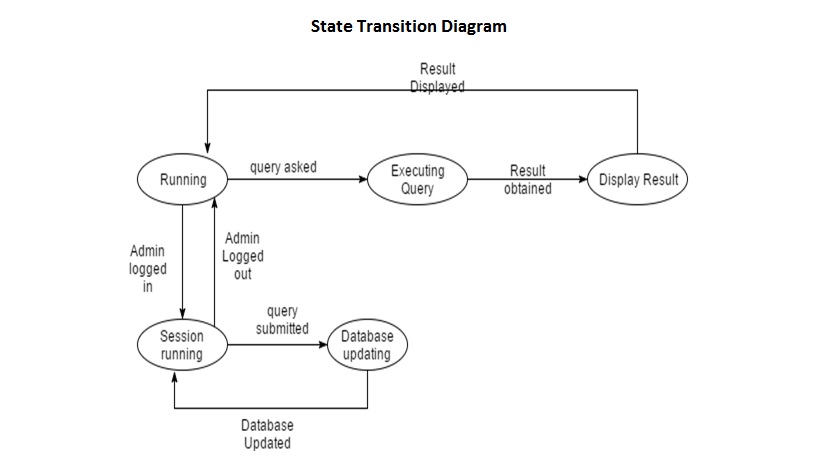 State Transition Diagram
Result
Displayed
Running
query asked
Executing
Query
Result
obtained
Display Result
Admin
logged
in
Admin
Logged
out
Session
running
query
submitted
Database
updating
Database
Updated